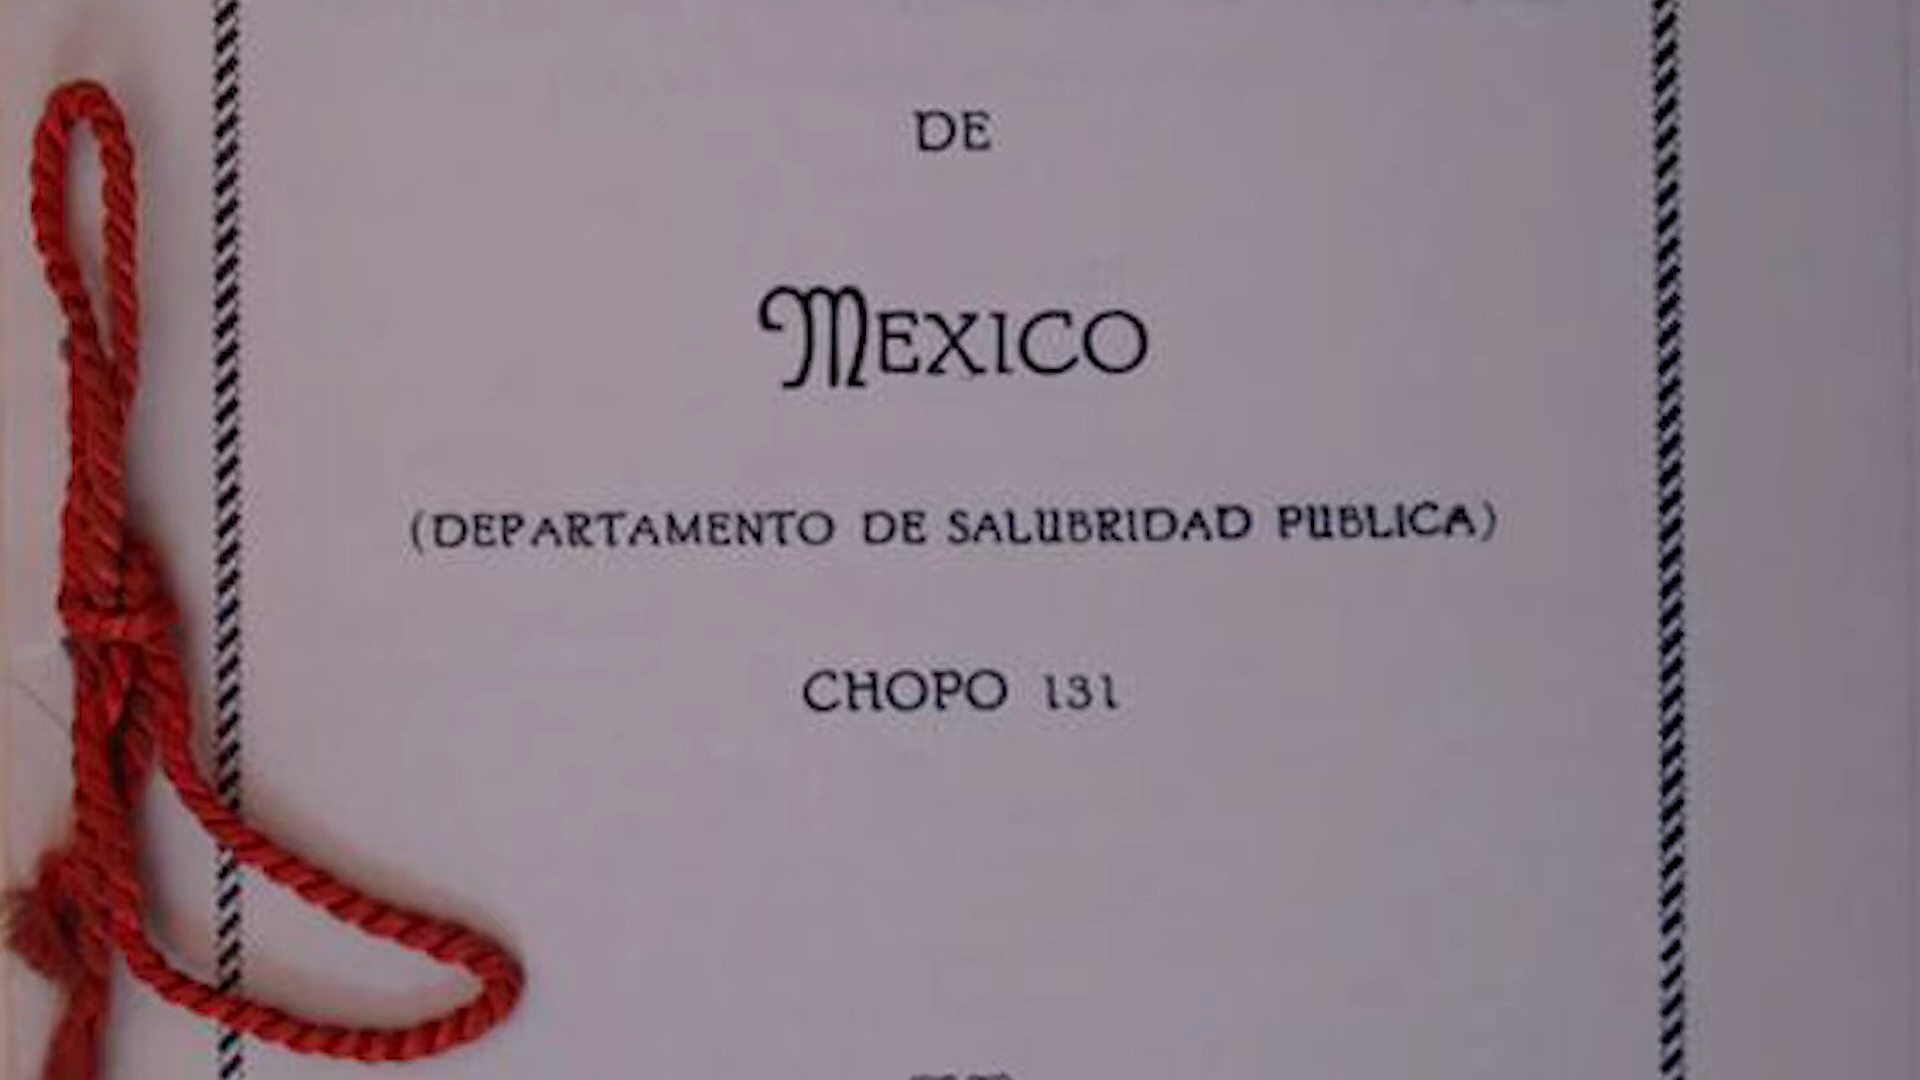 DE
MEXICO
(DEPARTAMENTO DE SALUBRIDAD PUBLICA)
CHOPO 131